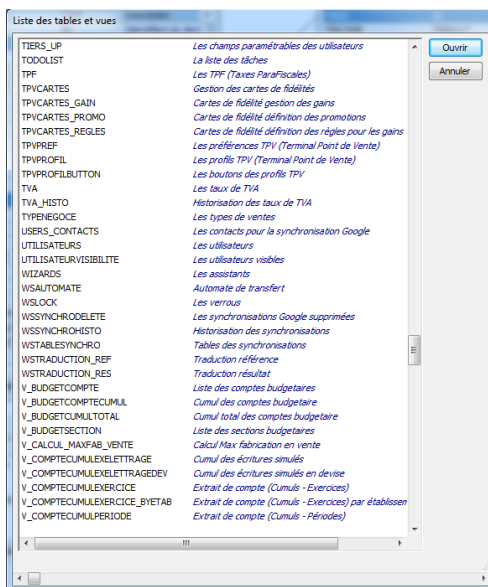 Liste des tables et vues
TIERS_UP Les champs paramétrables des utilisateurs
TODOLIST La liste des tâches
TPF Les TPF (Taxes ParaFiscales)
TPVCARTES Gestion des cartes de fidélités
TPVCARTES_GAIN Cartes de fidélité gestion des gains
TPVCARTES_PROMO Cartes de fidélité définition des promotions
TPVCARTES_REGLES Cartes de fidélité définition des règles pour les gains
TPVPREF Les préférences TPV (Terminal Point de Vente)
TPVPROFIL Les profils TPV (Terminal Point de Vente)
TPVPROFILBUTTON Les boutons des profils TPV
TVA Les taux de TVA
TVA_HISTO Historisation des taux de TVA
TYPENEGOCE Les types de ventes
USERS_CONTACTS Les contacts pour la synchronisation Google
UTILISATEURS Les utilisateurs
UTILISATEURVISIBILITE Les utilisateurs visibles
WIZARDS Les assistants
WSAUTOMATE Automate de transfert
WSLOCK Les verrous
WSSYNCHRODELETE Les synchronisations Google supprimées
WSSYNCHROHISTO Historisation des synchronisations
WSTABLESYNCHRO Tables des synchronisations
WSTRADUCTION_REF Traduction référence
WSTRADUCTION_RES Traduction résultat
V_BUDGETCOMPTE Liste des comptes budgetaires
V_BUDGETCOMPTECUMUL Cumul des comptes budgetaire
V_BUDGETCUMULTOTAL Cumul total des comptes budgetaire
V_BUDGETSECTION Liste des sections budgetaires
V_CALCUL_MAXFAB_VENTE Calcul Max fabrication en vente
V_COMPTECUMULEXELETTRAGE Cumul des écritures simulés
V_COMPTECUMULEXELETTRAGEDEV Cumul des écritures simulés en devise
V_COMPTECUMULEXERCICE Extrait de compte (Cumuls - Exercices)
V_COMPTECUMULEXERCICE_BYETAB Extrait de compte (Cumuls - Exercices) par établissen
V_COMPTECUMULPERIODE Extrait de compte (Cumuls - Périodes)
Ouvrir
Annuler